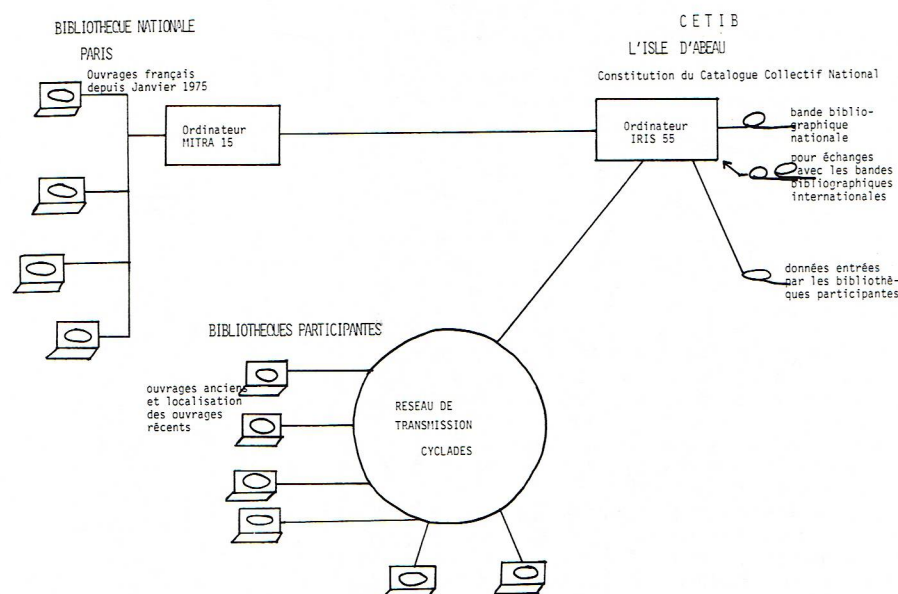 BIBLIOTHEQUE NATIONALE
PARIS
Ouvrages français
depuis Janvier 1975
Ordinateur
MITRA 15
CETIB
L'ISLE D'ABEAU
Constitution du Catalogue Collectif National
Ordinateur
IRIS 55
bande biblio-
graphique
nationale
pour échanges
avec les bandes
bibliographiques
internationales
données entrées
par les bibliothè-
ques participantes
BIBLIOTHEQUES PARTICIPANTES
ouvrages anciens
et localisation
des ouvrages
récents
RESEAU DE
TRANSMISSION
CYCLADES